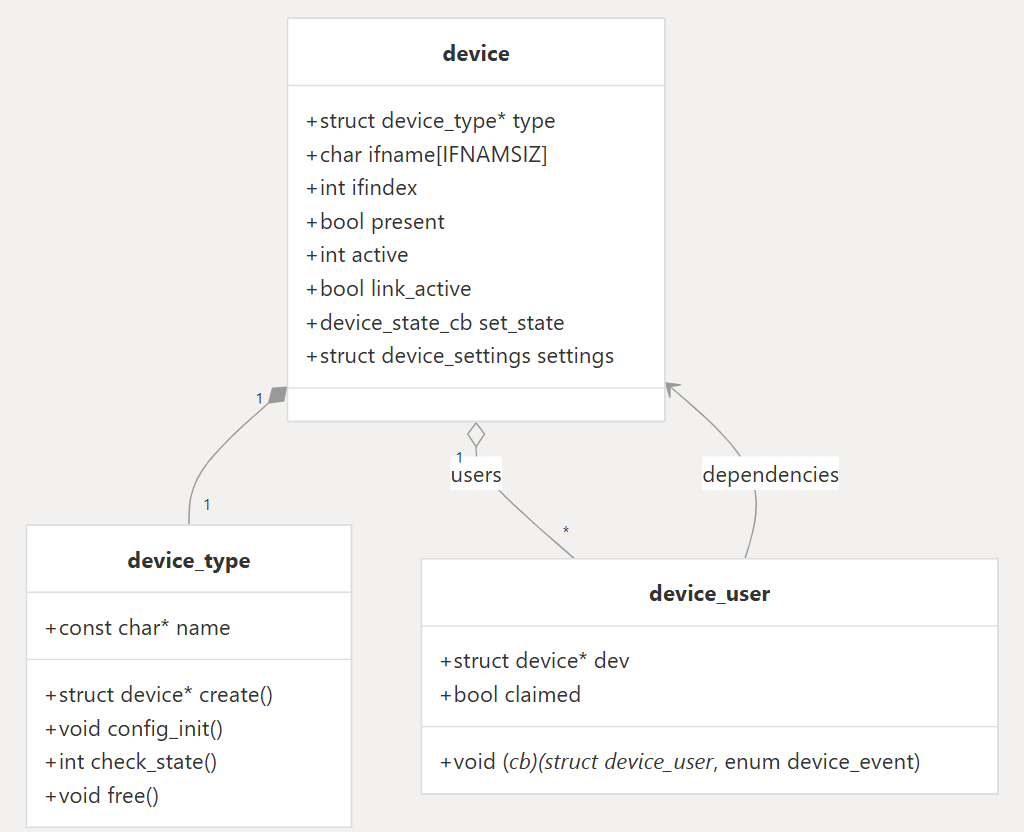 device
+struct device_type* type
+char ifname[IFNAMSIZ]
+int ifindex
+bool present
+int active
+bool link_active
+device_state_cb set_state
+struct device_settings settings
1
1
users
dependencies
1
*
device_type
+const char* name
+struct device* create()
+void config_init()
+int check_state()
+void free()
device_user
+struct device* dev
+bool claimed
+void (cb)(struct device_user, enum device_event)